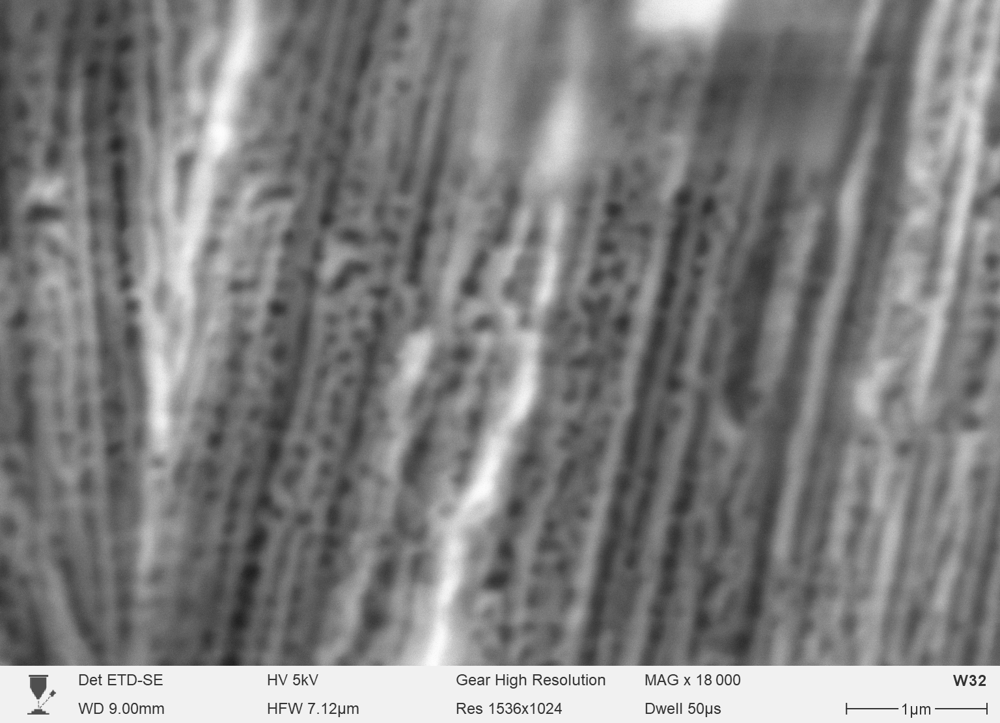 Det ETD-SE HV 5kV Gear High Resolution MAG x 18 000 W32
WD 9.00mm HFW 7.12µm Res 1536x1024 Dwell 50µs 1µm